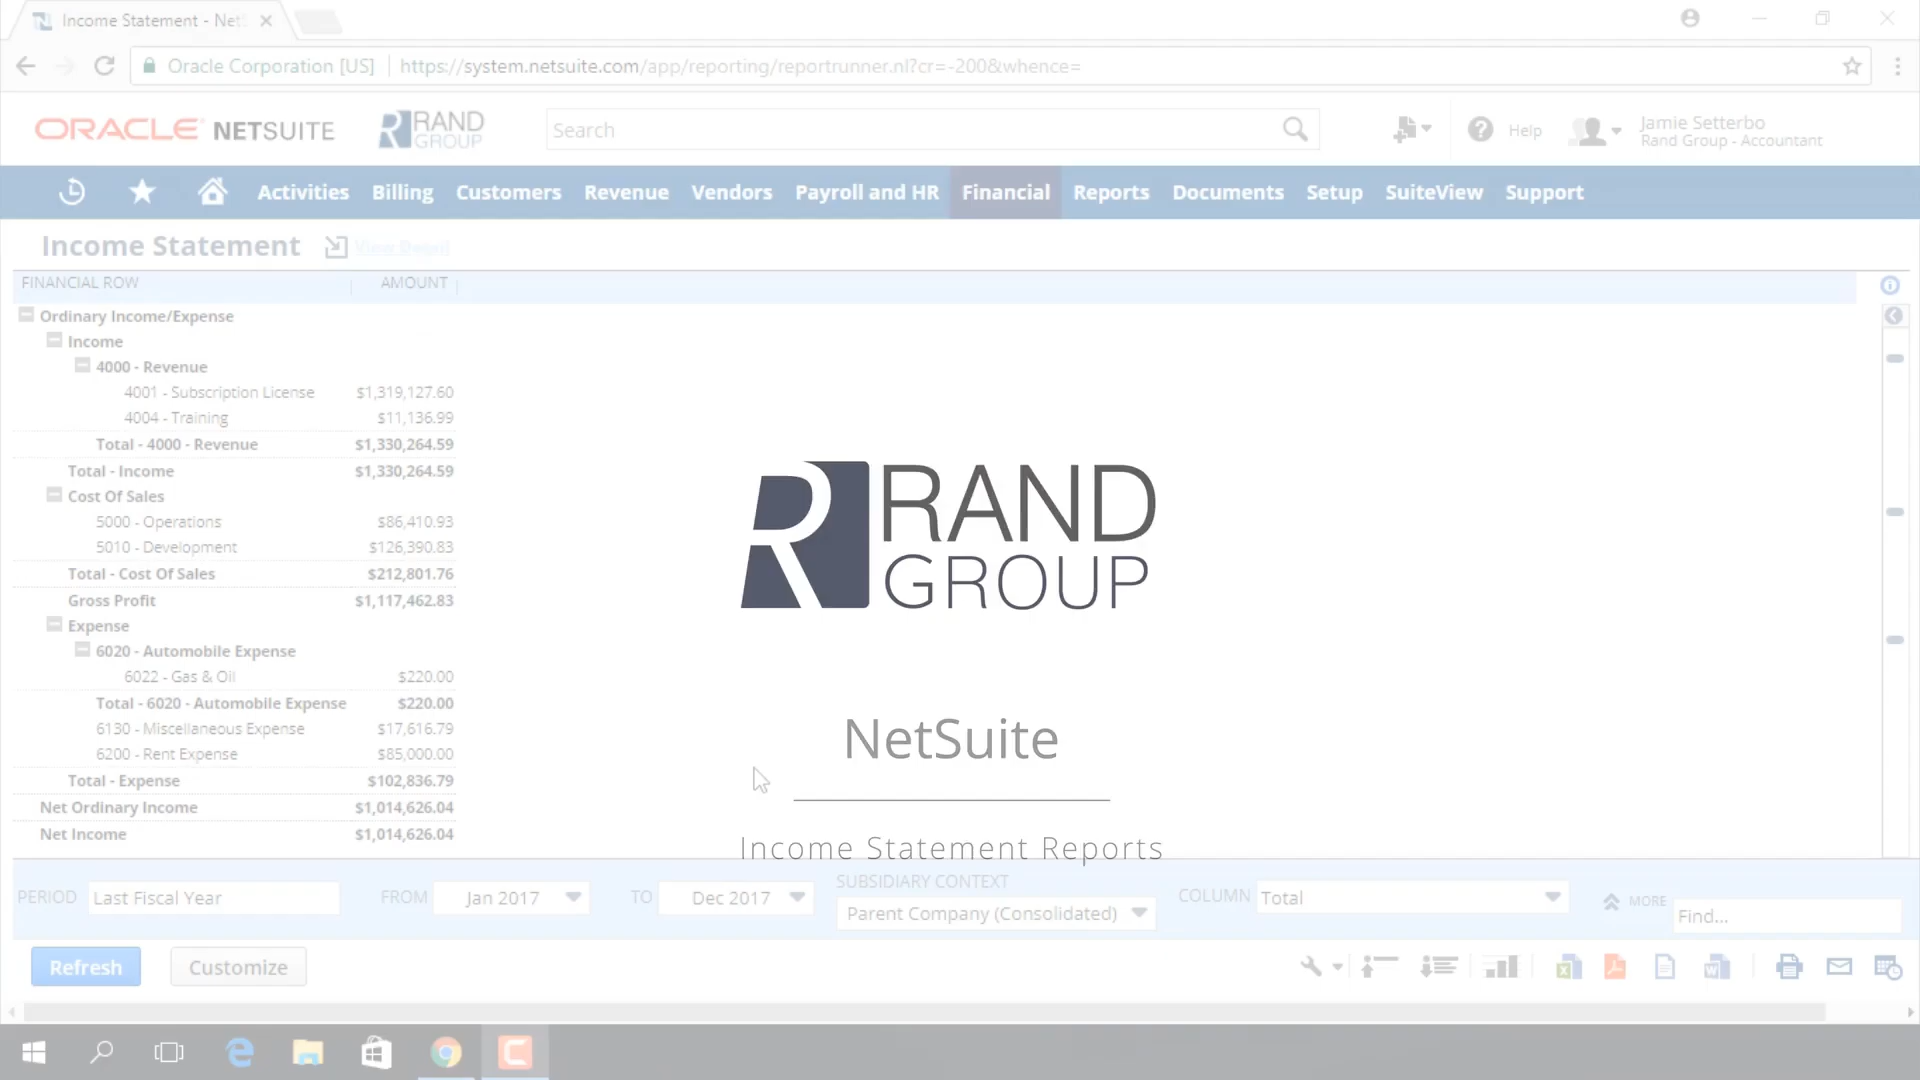 Income Statement - Net
Oracle Corporation [US]
https://system.netsuite.com/app/reporting/reportrunner.nl?cr=-200&whence=
ORACLE NETSUITE
RAND GROUP
Search
Help
Jamie Setterbo
Rand Group - Accountant
Activities Billing Customers Revenue Vendors Payroll and HR Financial Reports Documents Setup SuiteView Support
Income Statement View Detail
FINANCIAL ROW AMOUNT
Ordinary Income/Expense
Income
4000 - Revenue
4001 - Subscription License $1,319,127.60
4004 - Training $11,136.99
Total - 4000 - Revenue $1,330,264.59
Total - Income $1,330,264.59
Cost Of Sales
5000 - Operations $86,410.93
5010 - Development $126,390.83
Total - Cost Of Sales $212,801.76
Gross Profit $1,117,462.83
Expense
6020 - Automobile Expense
6022 - Gas & Oil $220.00
Total - 6020 - Automobile Expense $220.00
6130 - Miscellaneous Expense $17,616.79
6200 - Rent Expense $85,000.00
Total - Expense $102,836.79
Net Ordinary Income $1,014,626.04
Net Income $1,014,626.04
RAND
GROUP
NetSuite
Income Statement Reports
PERIOD Last Fiscal Year
FROM Jan 2017
TO Dec 2017
SUBSIDIARY CONTEXT
Parent Company (Consolidated)
COLUMN Total
MORE
Find...
Refresh
Customize